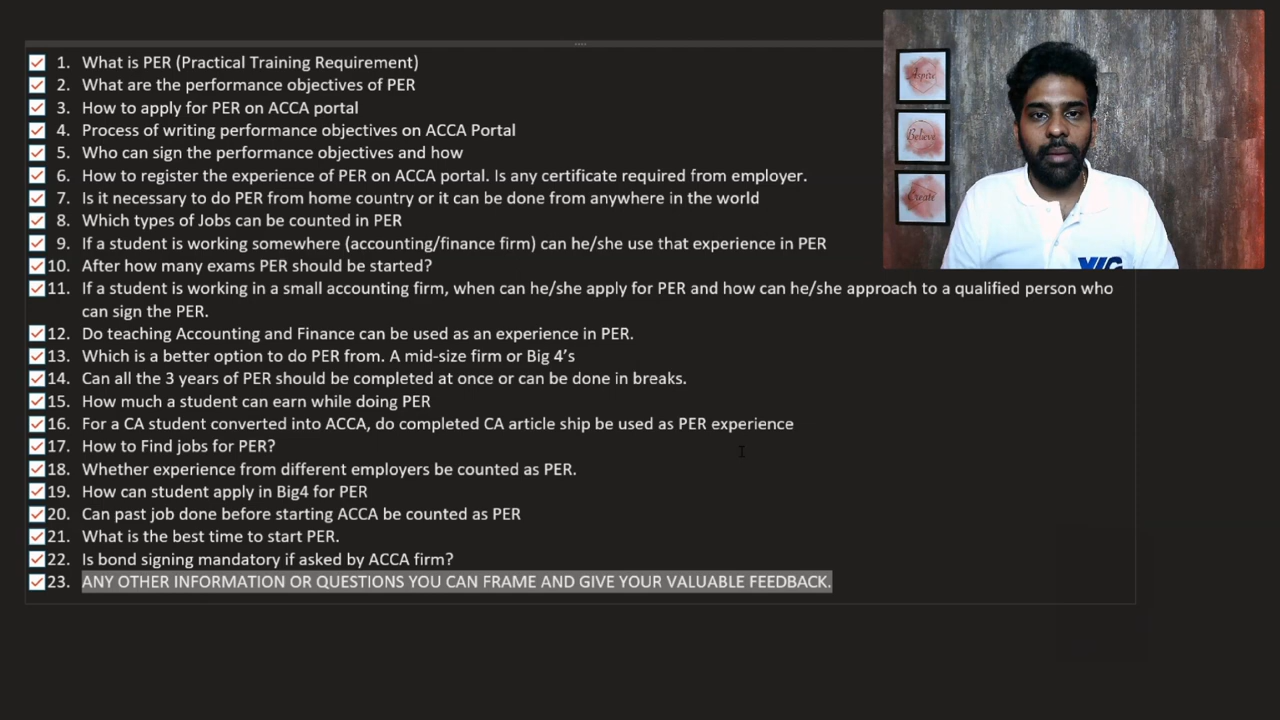 1. What is PER (Practical Training Requirement)
2. What are the performance objectives of PER
3. How to apply for PER on ACCA portal
4. Process of writing performance objectives on ACCA Portal
5. Who can sign the performance objectives and how
6. How to register the experience of PER on ACCA portal. Is any certificate required from employer.
7. Is it necessary to do PER from home country or it can be done from anywhere in the world
8. Which types of Jobs can be counted in PER
9. If a student is working somewhere (accounting/finance firm) can he/she use that experience in PER
10. After how many exams PER should be started?
11. If a student is working in a small accounting firm, when can he/she apply for PER and how can he/she approach to a qualified person who
can sign the PER.
12. Do teaching Accounting and Finance can be used as an experience in PER.
13. Which is a better option to do PER from. A mid-size firm or Big 4's
14. Can all the 3 years of PER should be completed at once or can be done in breaks.
15. How much a student can earn while doing PER
16. For a CA student converted into ACCA, do completed CA article ship be used as PER experience
17. How to Find jobs for PER?
18. Whether experience from different employers be counted as PER.
19. How can student apply in Big4 for PER
20. Can past job done before starting ACCA be counted as PER
21. What is the best time to start PER.
22. Is bond signing mandatory if asked by ACCA firm?
23. ANY OTHER INFORMATION OR QUESTIONS YOU CAN FRAME AND GIVE YOUR VALUABLE FEEDBACK.
Aspire
Believe
Create